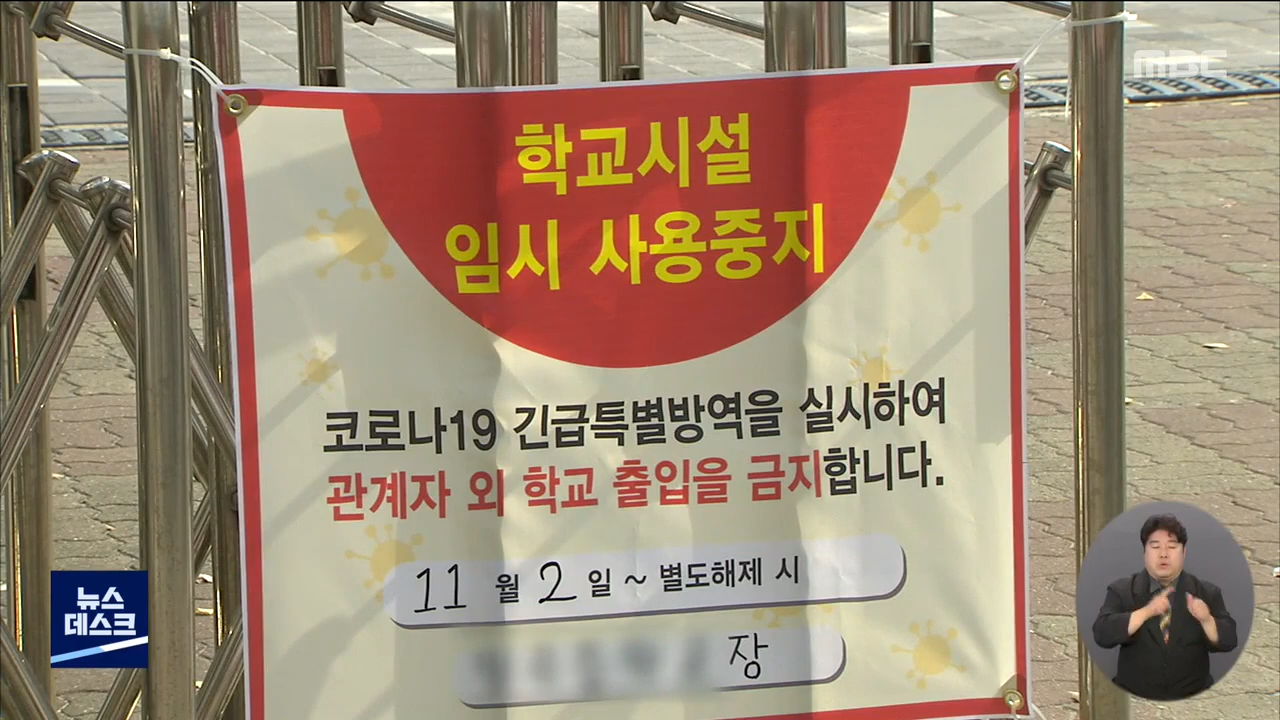 MBC
학교시설
임시 사용중지
코로나19 긴급특별방역을 실시하여
관계자 외 학교 출입을 금지합니다.
11월 2일 ~ 별도해제 시
장
뉴스
데스크